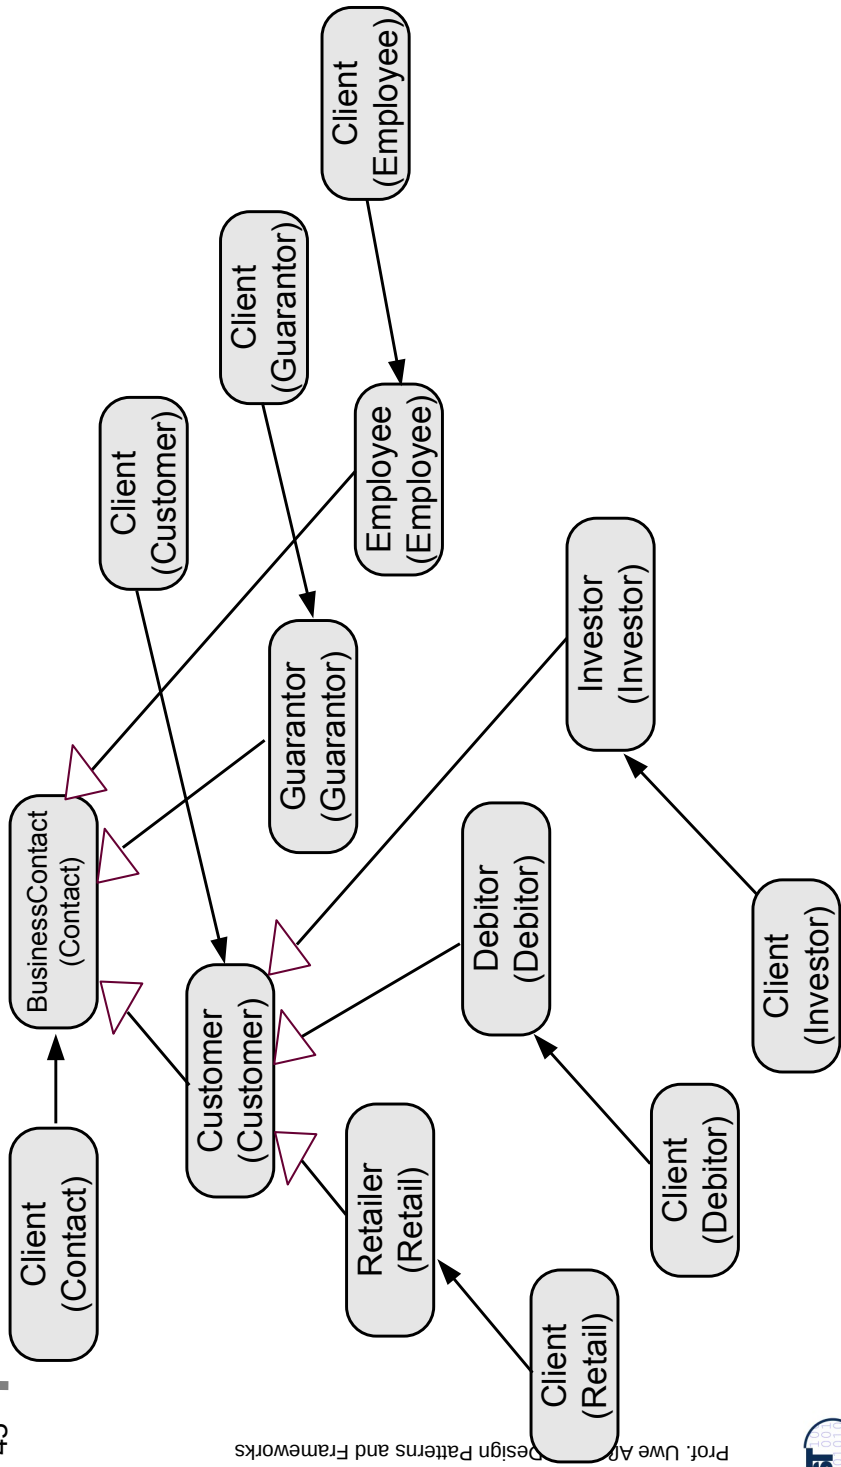 Client
(Contact)
BusinessContact
(Contact)
Client
(Customer)
Client
(Guarantor)
Client
(Employee)
Customer
(Customer)
Guarantor
(Guarantor)
Employee
(Employee)
Retailer
(Retail)
Debitor
(Debitor)
Investor
(Investor)
Client
(Retail)
Client
(Debitor)
Client
(Investor)
Prof. Uwe Design Patterns and Frameworks